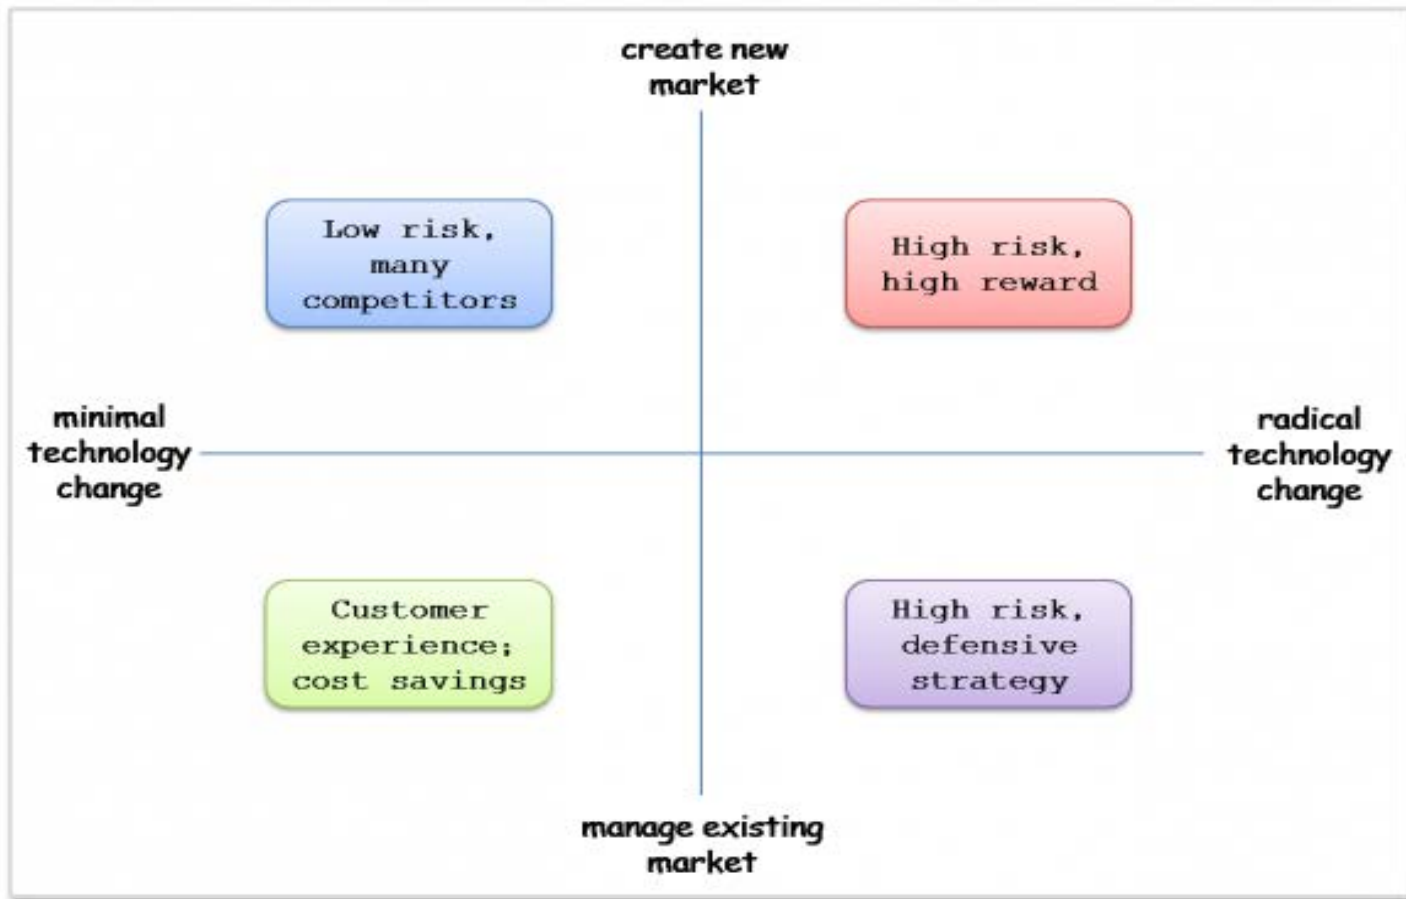 create new
market
Low risk,
many
competitors
High risk,
high reward
minimal
technology
change
radical
technology
change
Customer
experience;
cost savings
High risk,
defensive
strategy
manage existing
market